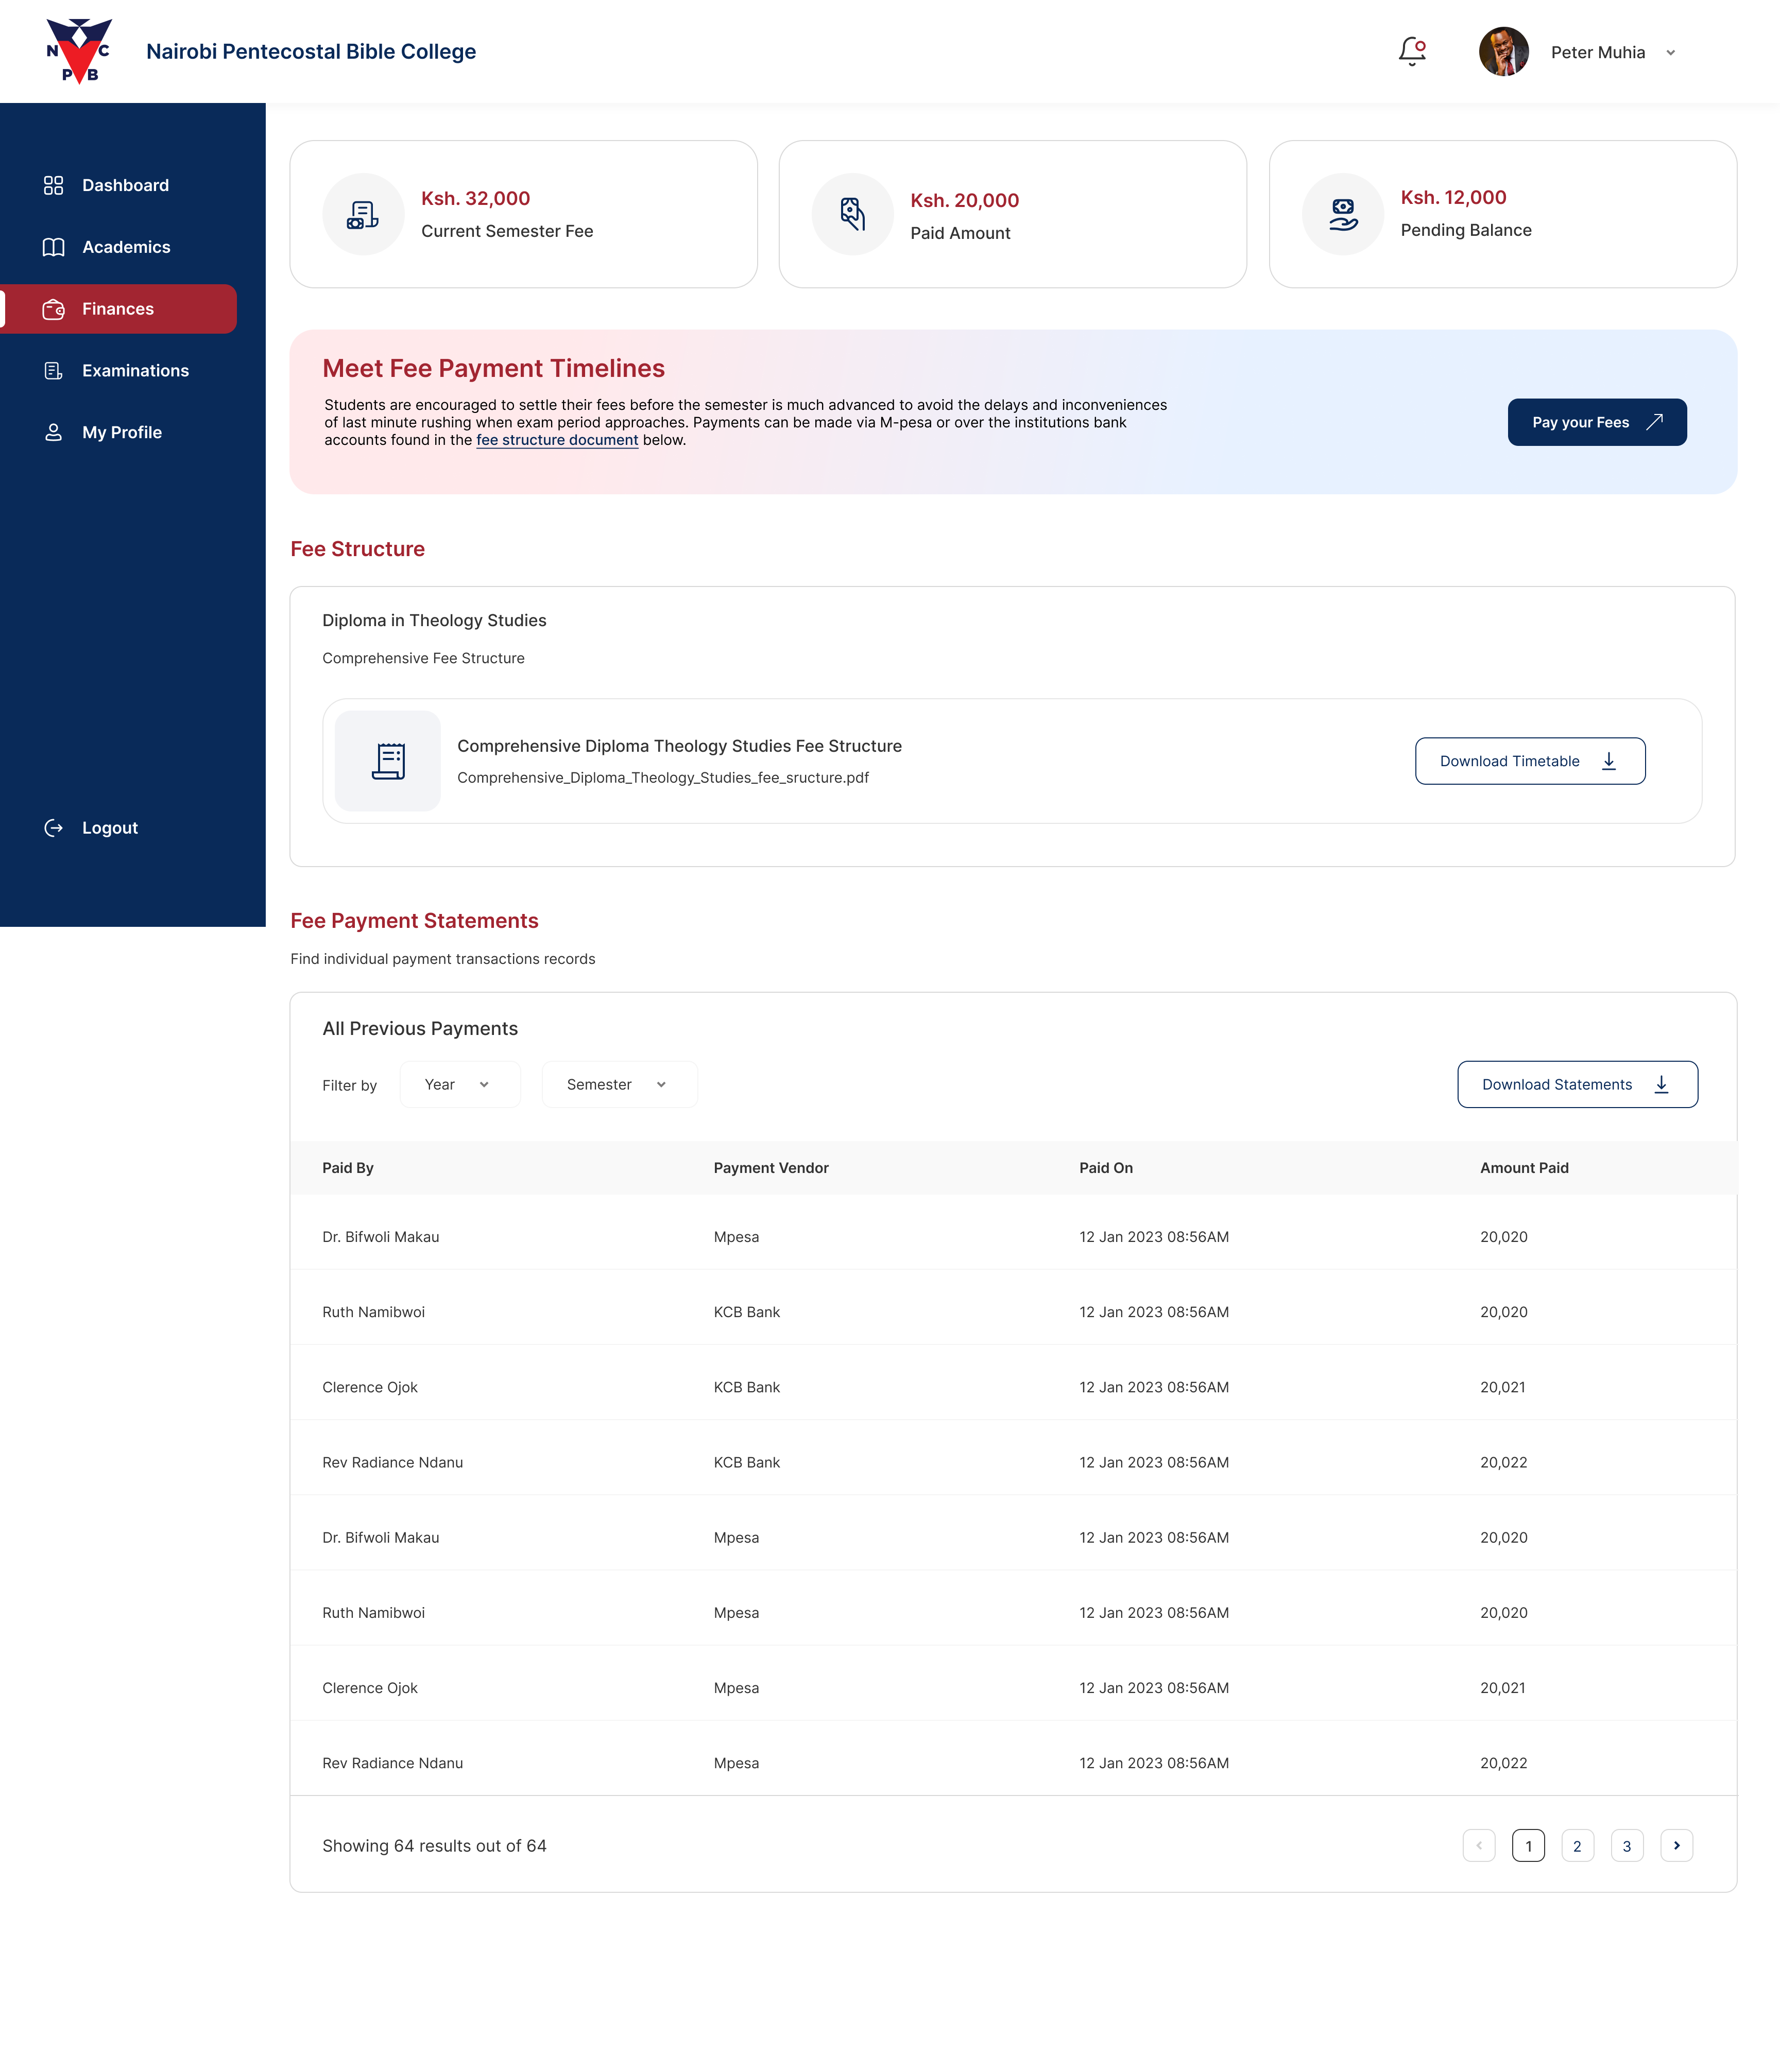 N C
P B
Nairobi Pentecostal Bible College
Peter Muhia
Dashboard
Academics
Finances
Examinations
My Profile
Logout
Ksh. 32,000
Current Semester Fee
Ksh. 20,000
Paid Amount
Ksh. 12,000
Pending Balance
Meet Fee Payment Timelines
Students are encouraged to settle their fees before the semester is much advanced to avoid the delays and inconveniences
of last minute rushing when exam period approaches. Payments can be made via M-pesa or over the institutions bank
accounts found in the fee structure document below.
Pay your Fees
Fee Structure
Diploma in Theology Studies
Comprehensive Fee Structure
Comprehensive Diploma Theology Studies Fee Structure
Comprehensive_Diploma_Theology_Studies_fee_sructure.pdf
Download Timetable
Fee Payment Statements
Find individual payment transactions records
All Previous Payments
Filter by Year Semester
Download Statements
Paid By Payment Vendor Paid On Amount Paid
Dr. Bifwoli Makau Mpesa 12 Jan 2023 08:56AM 20,020
Ruth Namibwoi KCB Bank 12 Jan 2023 08:56AM 20,020
Clerence Ojok KCB Bank 12 Jan 2023 08:56AM 20,021
Rev Radiance Ndanu KCB Bank 12 Jan 2023 08:56AM 20,022
Dr. Bifwoli Makau Mpesa 12 Jan 2023 08:56AM 20,020
Ruth Namibwoi Mpesa 12 Jan 2023 08:56AM 20,020
Clerence Ojok Mpesa 12 Jan 2023 08:56AM 20,021
Rev Radiance Ndanu Mpesa 12 Jan 2023 08:56AM 20,022
Showing 64 results out of 64
1 2 3